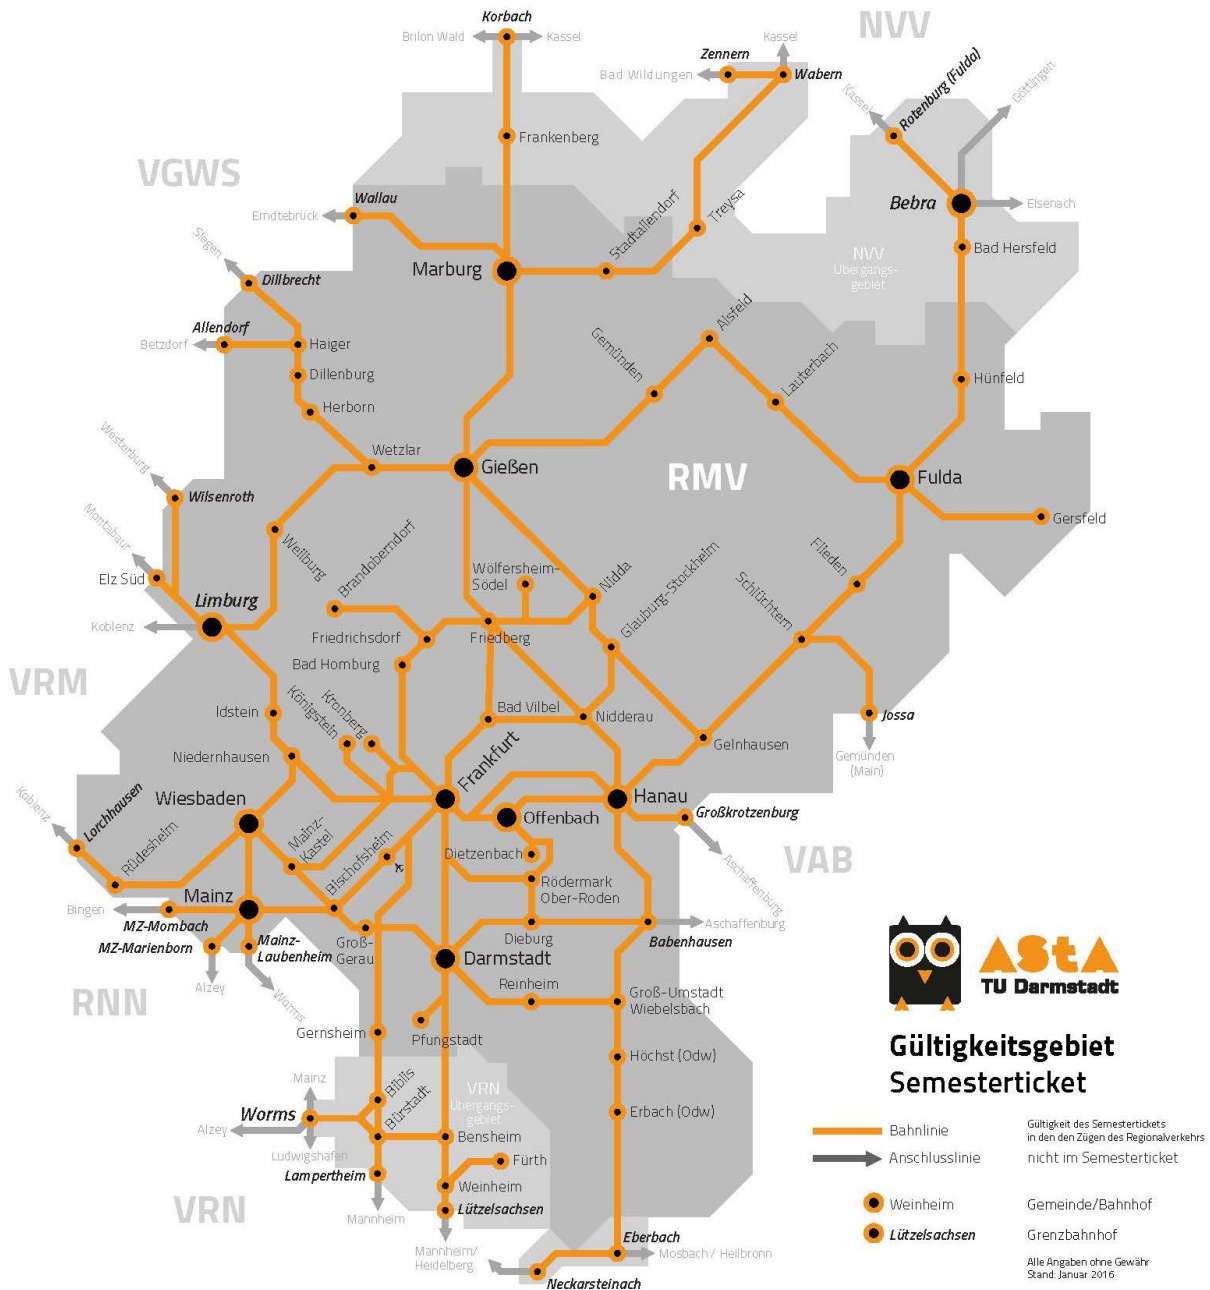 Korbach
Brilon Wald
Kassel
NVV
Kassel
Zennern
Bad Wildungen
Wabern
Kassel
Rotenburg (Fulda)
Göttingen
Frankenberg
VGWS
Wallau
Erndtebrück
Bebra
Eisenach
Stadtallendorf
Treysa
Bad Hersfeld
NVV
Übergangs-
gebiet
Siegen
Marburg
Dillbrecht
Allendorf
Betzdorf
Haiger
Dillenburg
Herborn
Gemünden
Alsfeld
Lauterbach
Hünfeld
Westerburg
Wetzlar
Gießen
RMV
Fulda
Wilsenroth
Gersfeld
Montabaur
Weilburg
Brandoberndorf
Wölfersheim-
Södel
Nidda
Glauburg-Stockheim
Flieden
Schlüchtern
Elz Süd
Limburg
Koblenz
Friedrichsdorf
Friedberg
Bad Homburg
VRM
Idstein
Königstein
Kronberg
Bad Vilbel
Nidderau
Jossa
Gelnhausen
Gemünden
(Main)
Niedernhausen
Frankfurt
Wiesbaden
Hanau
Großkrotzenburg
Offenbach
Koblenz
Lorchhausen
Rüdesheim
Mainz-
Kastel
Bischofsheim
Dietzenbach
VAB
Aschaffenburg
Rödermark
Ober-Roden
Mainz
Bingen
MZ-Mombach
MZ-Marienborn
Mainz-
Laubenheim
Groß-
Gerau
Dieburg
Babenhausen
Aschaffenburg
Darmstadt
Alzey
Worms
RNN
Reinheim
Groß-Umstadt
Wiebelsbach
Gernsheim
Pfungstadt
AStA
TU Darmstadt
Gültigkeitsgebiet
Semesterticket
Höchst (Odw)
Mainz
Biblis
VRN
Übergangs-
gebiet
Worms
Bürstadt
Erbach (Odw)
Alzey
Ludwigshafen
Bensheim
Bahnlinie
Gültigkeit des Semestertickets
in den den Zügen des Regionalverkehrs
Anschlusslinie
nicht im Semesterticket
Fürth
Lampertheim
Weinheim
Weinheim
Gemeinde/Bahnhof
VRN
Mannheim
Lützelsachsen
Lützelsachsen
Grenzbahnhof
Mannheim/
Heidelberg
Eberbach
Mosbach / Heilbronn
Neckarsteinach
Alle Angaben ohne Gewähr
Stand: Januar 2016